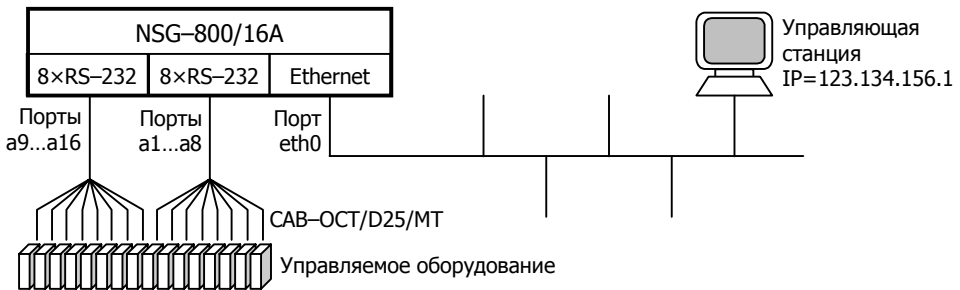 NSG–800/16A
8×RS–232
8×RS–232
Ethernet
Управляющая
станция
IP=123.134.156.1
Порты
a9…a16
Порты
a1…a8
Порт
eth0
CAB–OCT/D25/MT
Управляемое оборудование